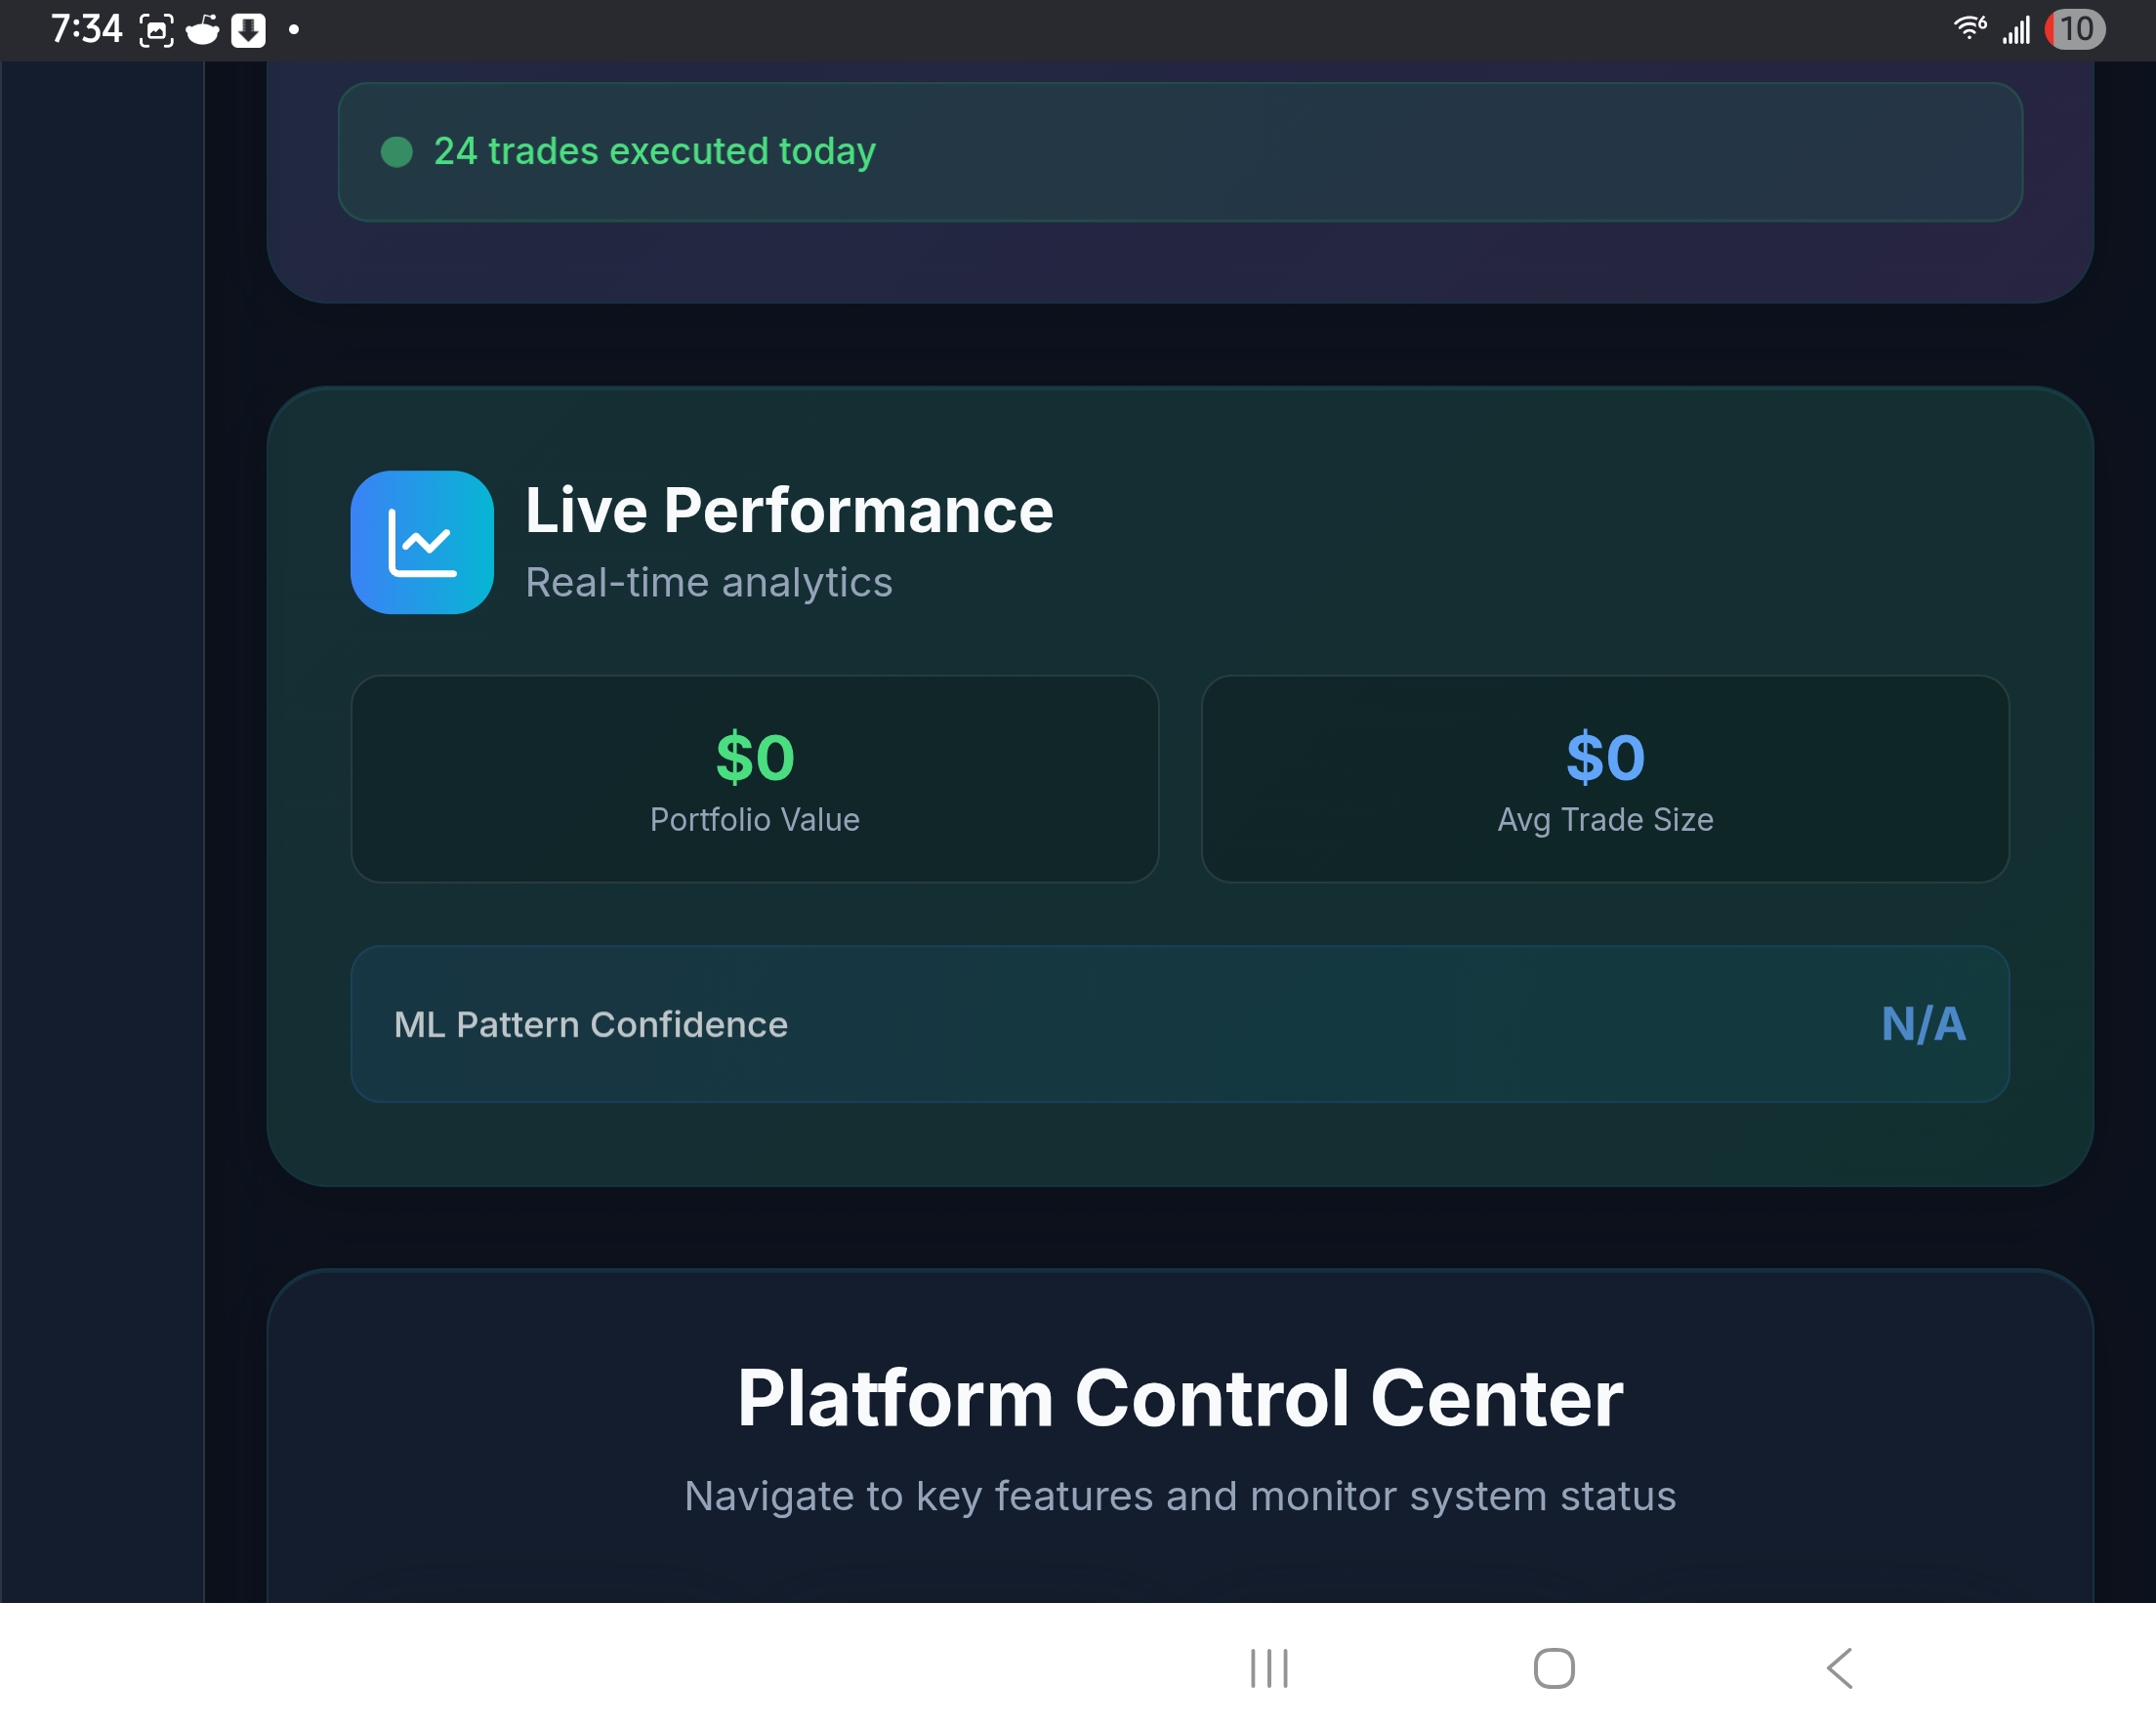 7:34
6
10
24 trades executed today
Live Performance
Real-time analytics
$0
Portfolio Value
$0
Avg Trade Size
ML Pattern Confidence
N/A
Platform Control Center
Navigate to key features and monitor system status